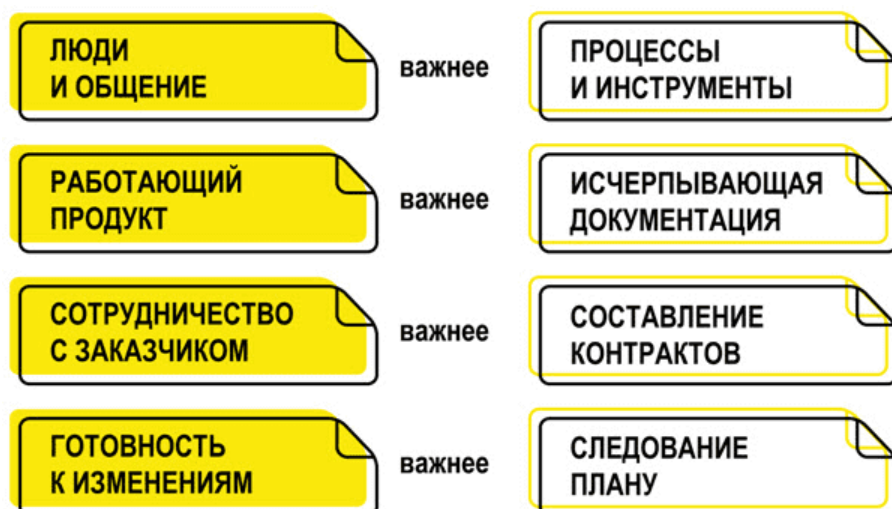 ЛЮДИ
И ОБЩЕНИЕ
важнее
ПРОЦЕССЫ
И ИНСТРУМЕНТЫ
РАБОТАЮЩИЙ
ПРОДУКТ
важнее
ИСЧЕРПЫВАЮЩАЯ
ДОКУМЕНТАЦИЯ
СОТРУДНИЧЕСТВО
С ЗАКАЗЧИКОМ
важнее
СОСТАВЛЕНИЕ
КОНТРАКТОВ
ГОТОВНОСТЬ
К ИЗМЕНЕНИЯМ
важнее
СЛЕДОВАНИЕ
ПЛАНУ